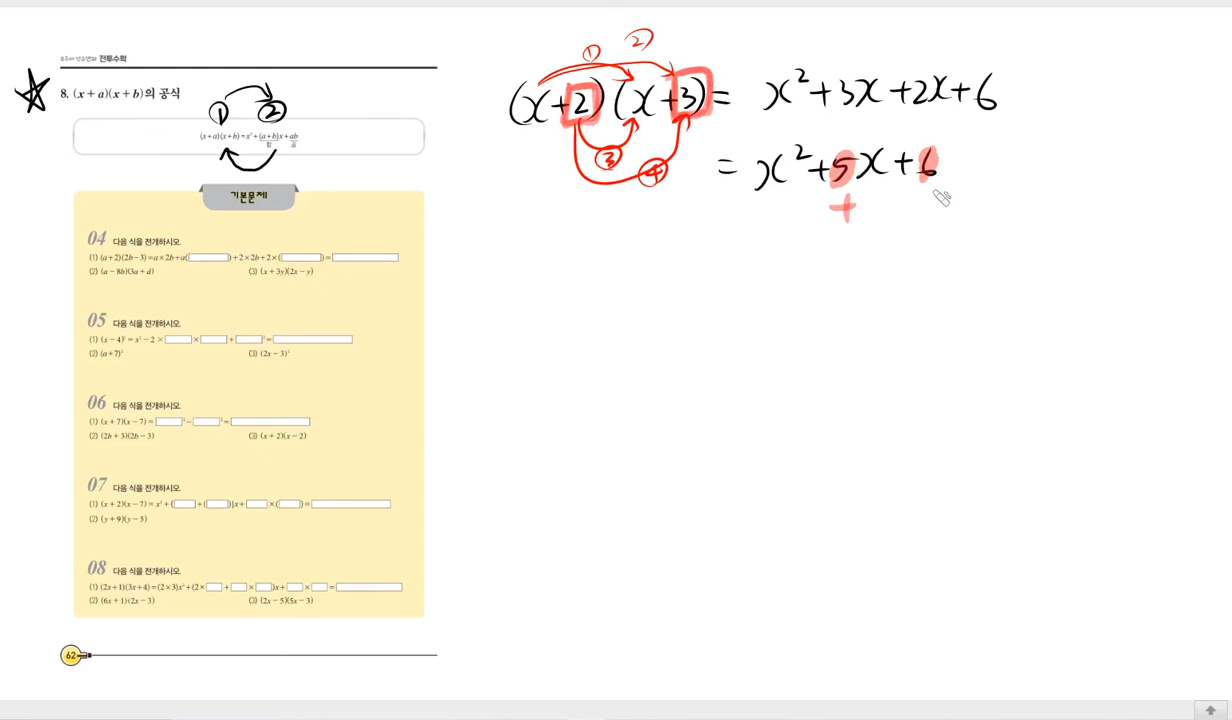 전투수학
8. (x+a)(x+b)의 공식
① ②
(x+a)(x+b)=x²+(a+b)x+ab
합 곱
기본문제
04 다음 식을 전개하시오.
(1) (a+2)(2b-3)=a×2b+a( )+2×2b+2×( )=
(2) (a-8b)(3a+d) (3) (x+3y)(2x-y)
05 다음 식을 전개하시오.
(1) (x-4)²=x²-2× × + ²=
(2) (a+7)² (3) (2x-3)²
06 다음 식을 전개하시오.
(1) (x+7)(x-7)= ²- ²=
(2) (2b+3)(2b-3) (3) (x+2)(x-2)
07 다음 식을 전개하시오.
(1) (x+2)(x-7)=x²+{ +( )}x+ ×( )=
(2) (y+9)(y-5)
08 다음 식을 전개하시오.
(1) (2x+1)(3x+4)=(2×3)x²+(2× + × )x+ × =
(2) (6x+1)(2x-3) (3) (2x-5)(5x-3)
62
① 2)
(x+2)(x+3)= x²+3x+2x+6
③ ④
= x²+5x+6
+